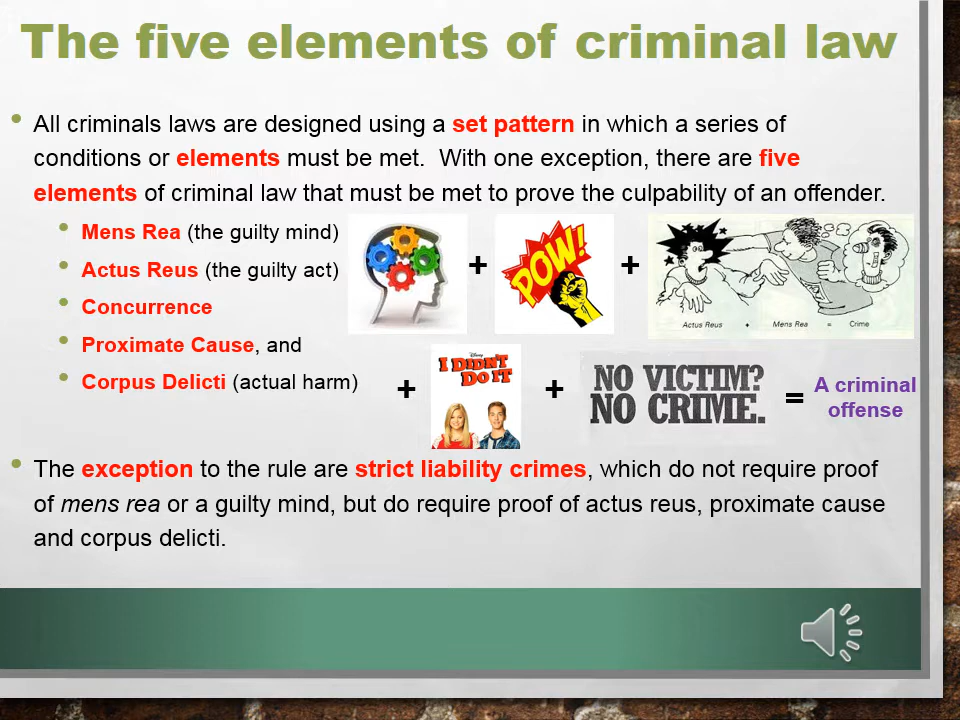 The five elements of criminal law
• All criminals laws are designed using a set pattern in which a series of
conditions or elements must be met. With one exception, there are five
elements of criminal law that must be met to prove the culpability of an offender.
• Mens Rea (the guilty mind)
• Actus Reus (the guilty act)
• Concurrence
• Proximate Cause, and
• Corpus Delicti (actual harm)
+
POW!
+
Actus Reus + Mens Rea = Crime
+
Disney
I DIDN'T
DO IT
+
NO VICTIM?
NO CRIME.
=
A criminal
offense
• The exception to the rule are strict liability crimes, which do not require proof
of mens rea or a guilty mind, but do require proof of actus reus, proximate cause
and corpus delicti.